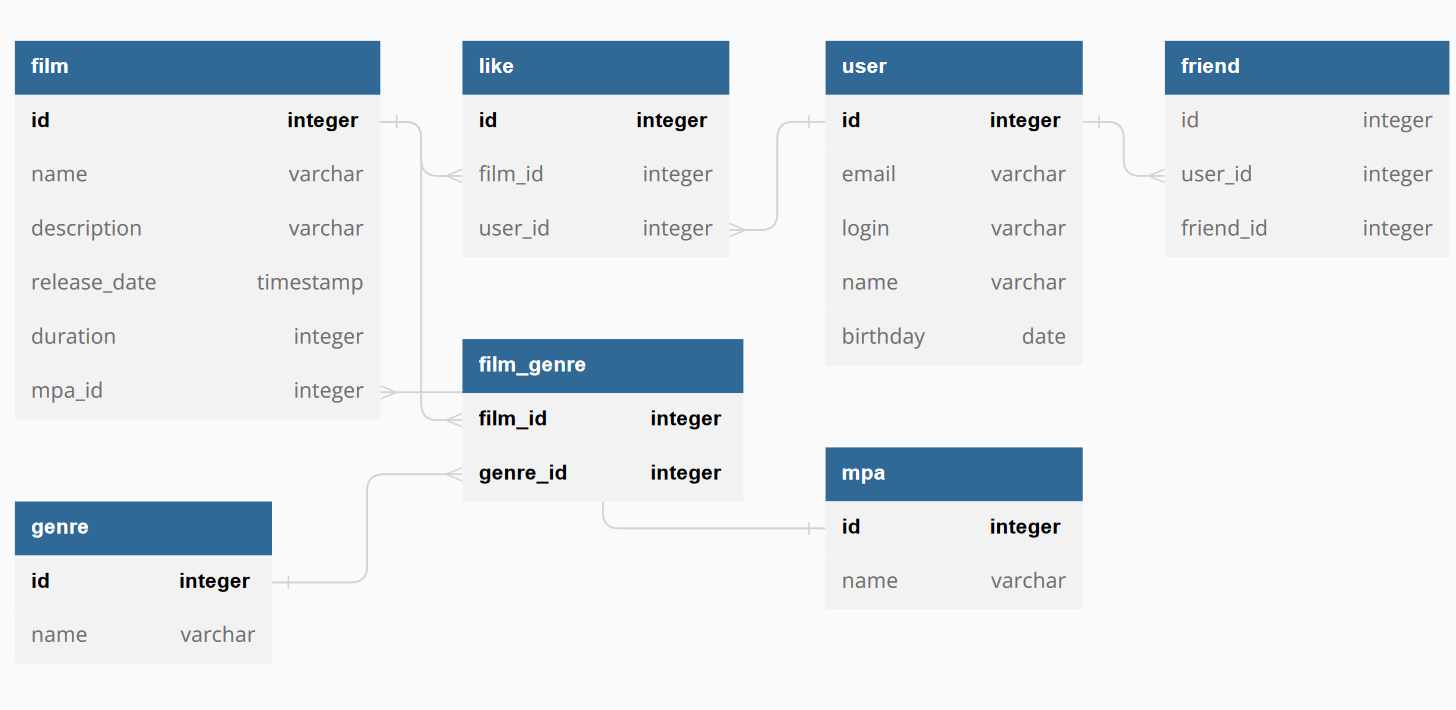 film
id integer
name varchar
description varchar
release_date timestamp
duration integer
mpa_id integer
like
id integer
film_id integer
user_id integer
user
id integer
email varchar
login varchar
name varchar
birthday date
friend
id integer
user_id integer
friend_id integer
film_genre
film_id integer
genre_id integer
genre
id integer
name varchar
mpa
id integer
name varchar